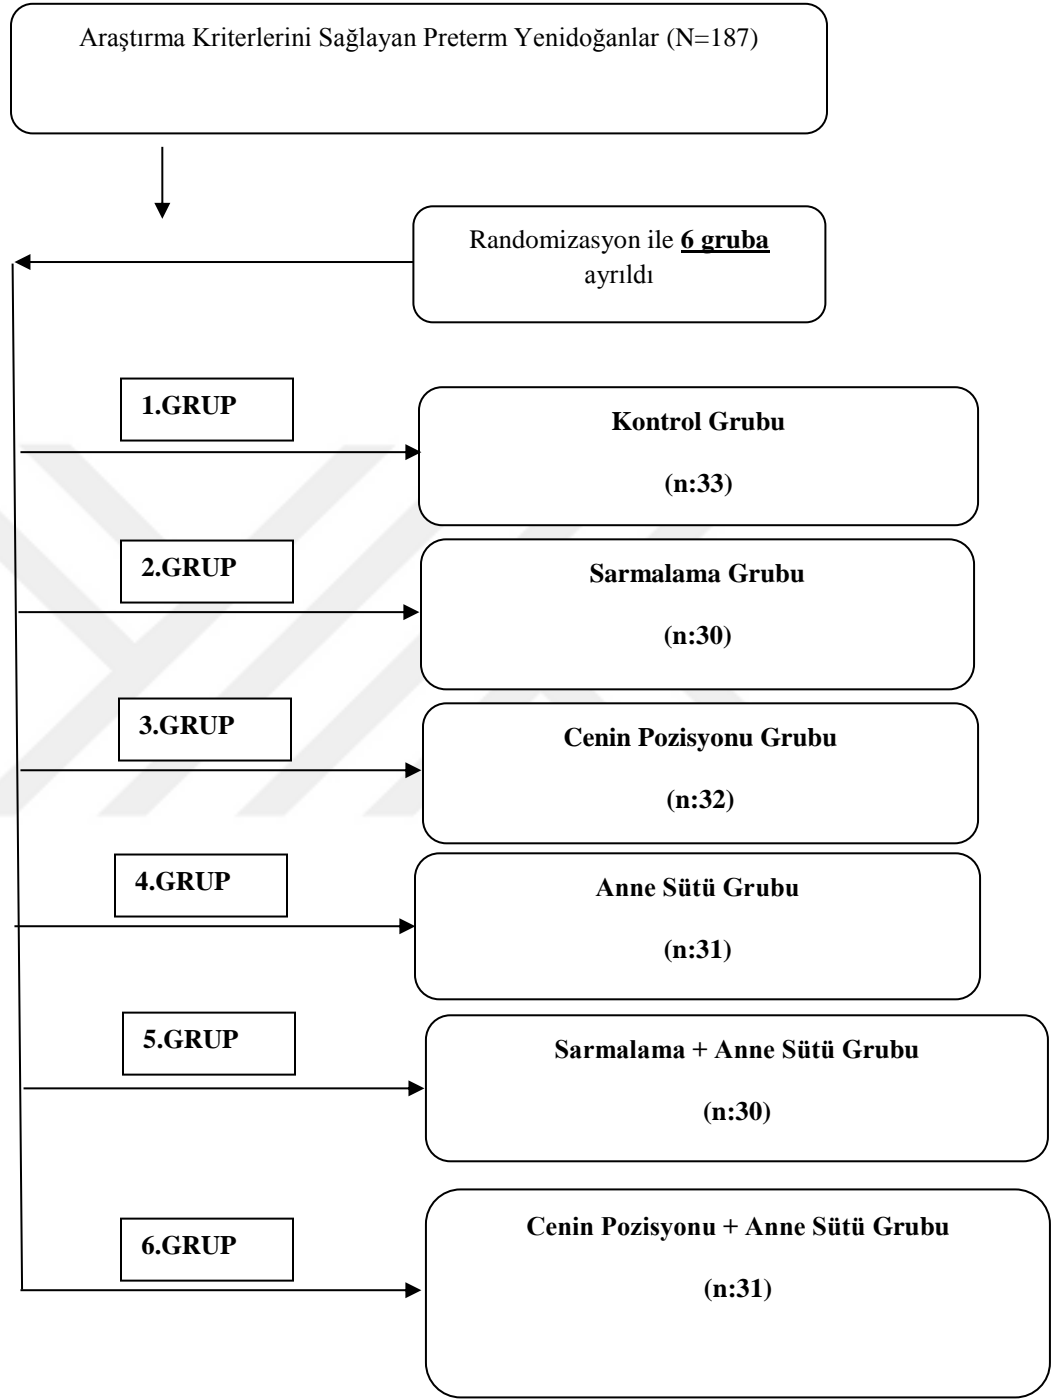 Araştırma Kriterlerini Sağlayan Preterm Yenidoğanlar (N=187)
Randomizasyon ile 6 gruba
ayrıldı
1.GRUP
Kontrol Grubu
(n:33)
2.GRUP
Sarmalama Grubu
(n:30)
3.GRUP
Cenin Pozisyonu Grubu
(n:32)
4.GRUP
Anne Sütü Grubu
(n:31)
5.GRUP
Sarmalama + Anne Sütü Grubu
(n:30)
6.GRUP
Cenin Pozisyonu + Anne Sütü Grubu
(n:31)